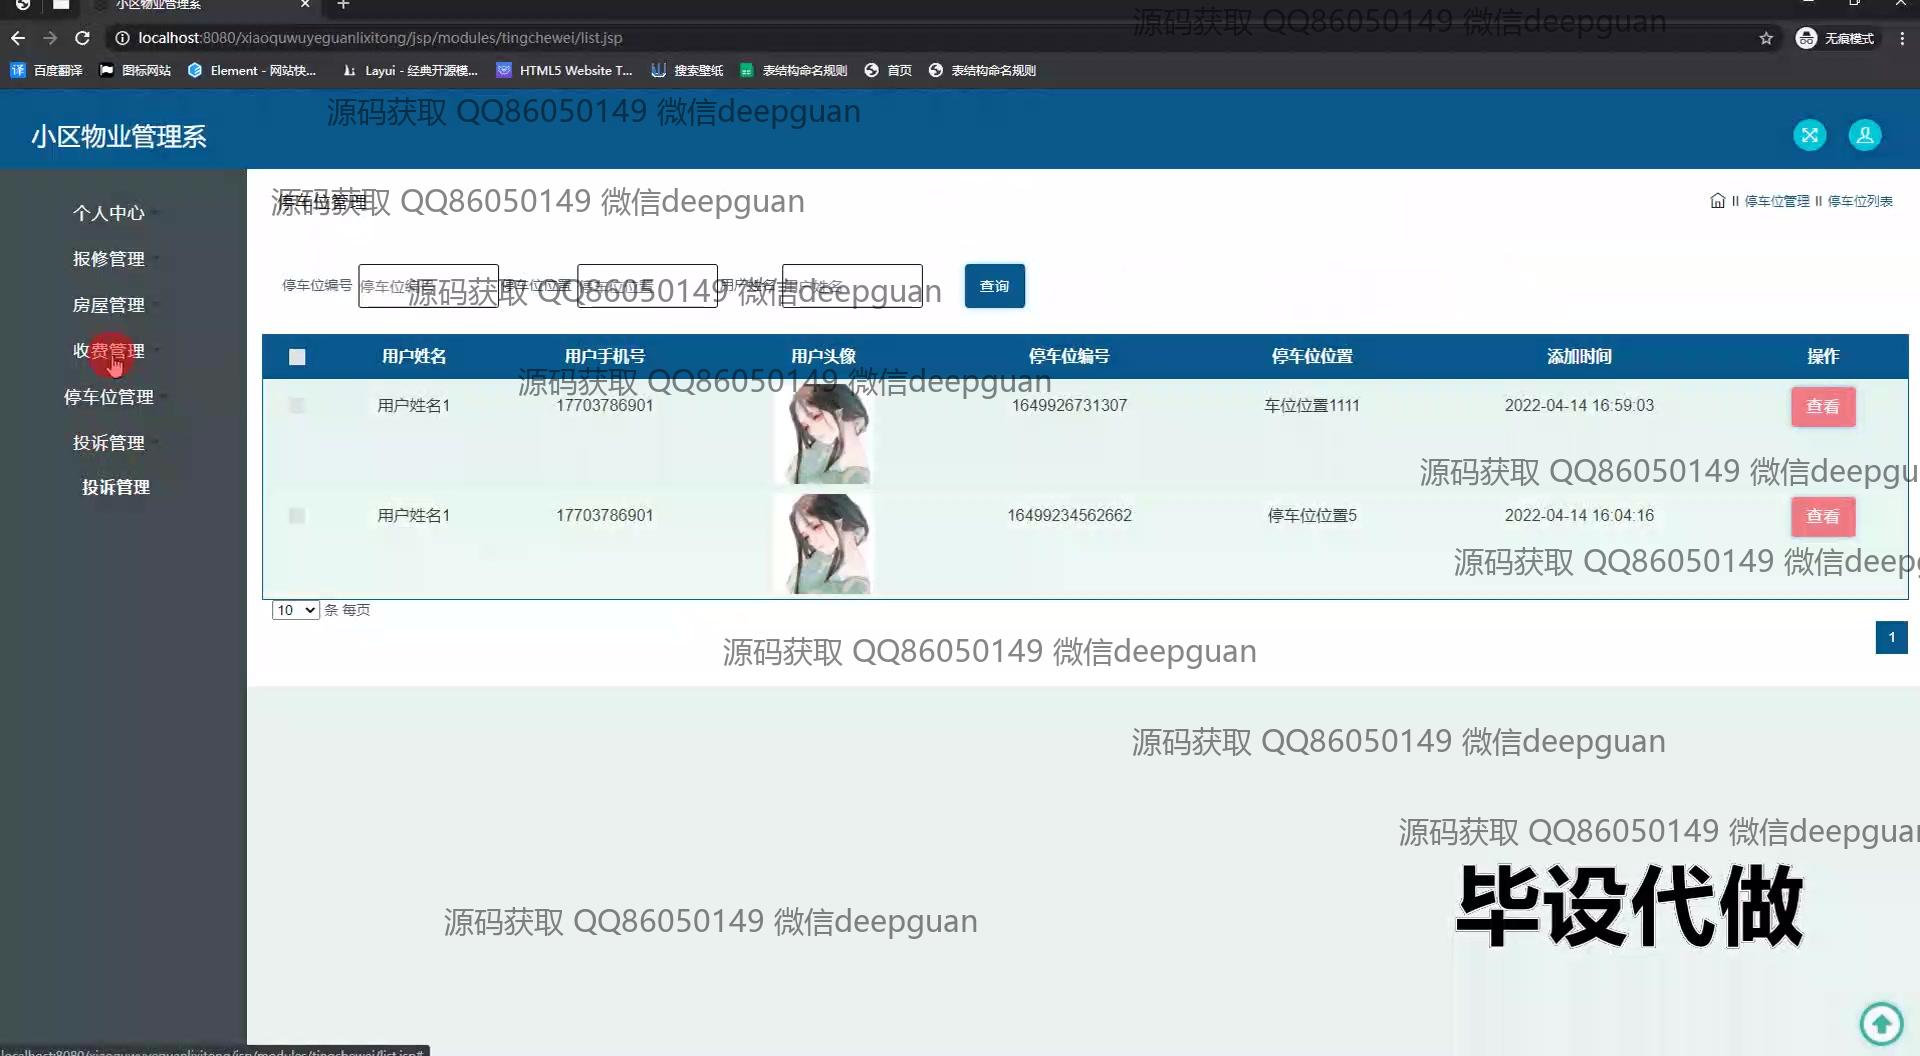 小区物业管理系
源码获取 QQ86050149 微信deepguan
localhost:8080/xiaoquwuyeguanlixitong/jsp/modules/tingchewei/list.jsp
无痕模式
百度翻译 图标网站 Element - 网站快... Layui - 经典开源模... HTML5 Website T... 搜索壁纸 表结构命名规则 首页 表结构命名规则
源码获取 QQ86050149 微信deepguan
小区物业管理系
个人中心
报修管理
房屋管理
收费管理
停车位管理
投诉管理
投诉管理
源码获取 QQ86050149 微信deepguan
停车位管理
II 停车位管理 II 停车位列表
停车位编号 停车位编号 停车位位置 停车位位置 用户姓名 用户姓名 查询
源码获取 QQ86050149 微信deepguan
用户姓名 用户手机号 用户头像 停车位编号 停车位位置 添加时间 操作
源码获取 QQ86050149 微信deepguan
用户姓名1 17703786901 1649926731307 车位位置1111 2022-04-14 16:59:03 查看
源码获取 QQ86050149 微信deepgu
用户姓名1 17703786901 16499234562662 停车位位置5 2022-04-14 16:04:16 查看
源码获取 QQ86050149 微信deepg
10 条 每页
1
源码获取 QQ86050149 微信deepguan
源码获取 QQ86050149 微信deepguan
源码获取 QQ86050149 微信deepguan
毕设代做
源码获取 QQ86050149 微信deepguan
localhost:8080/xiaoquwuyeguanlixitong/jsp/modules/tingchewei/list.jsp#